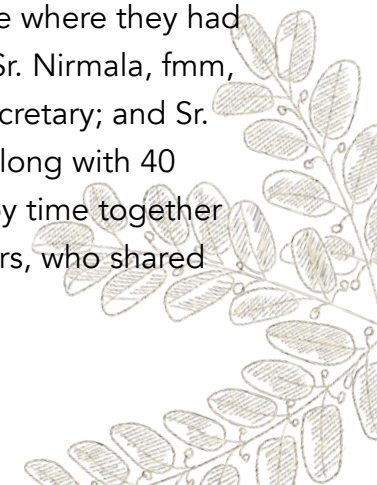 e where they had
Sr. Nirmala, fmm,
cretary; and Sr.
long with 40
y time together
rs, who shared